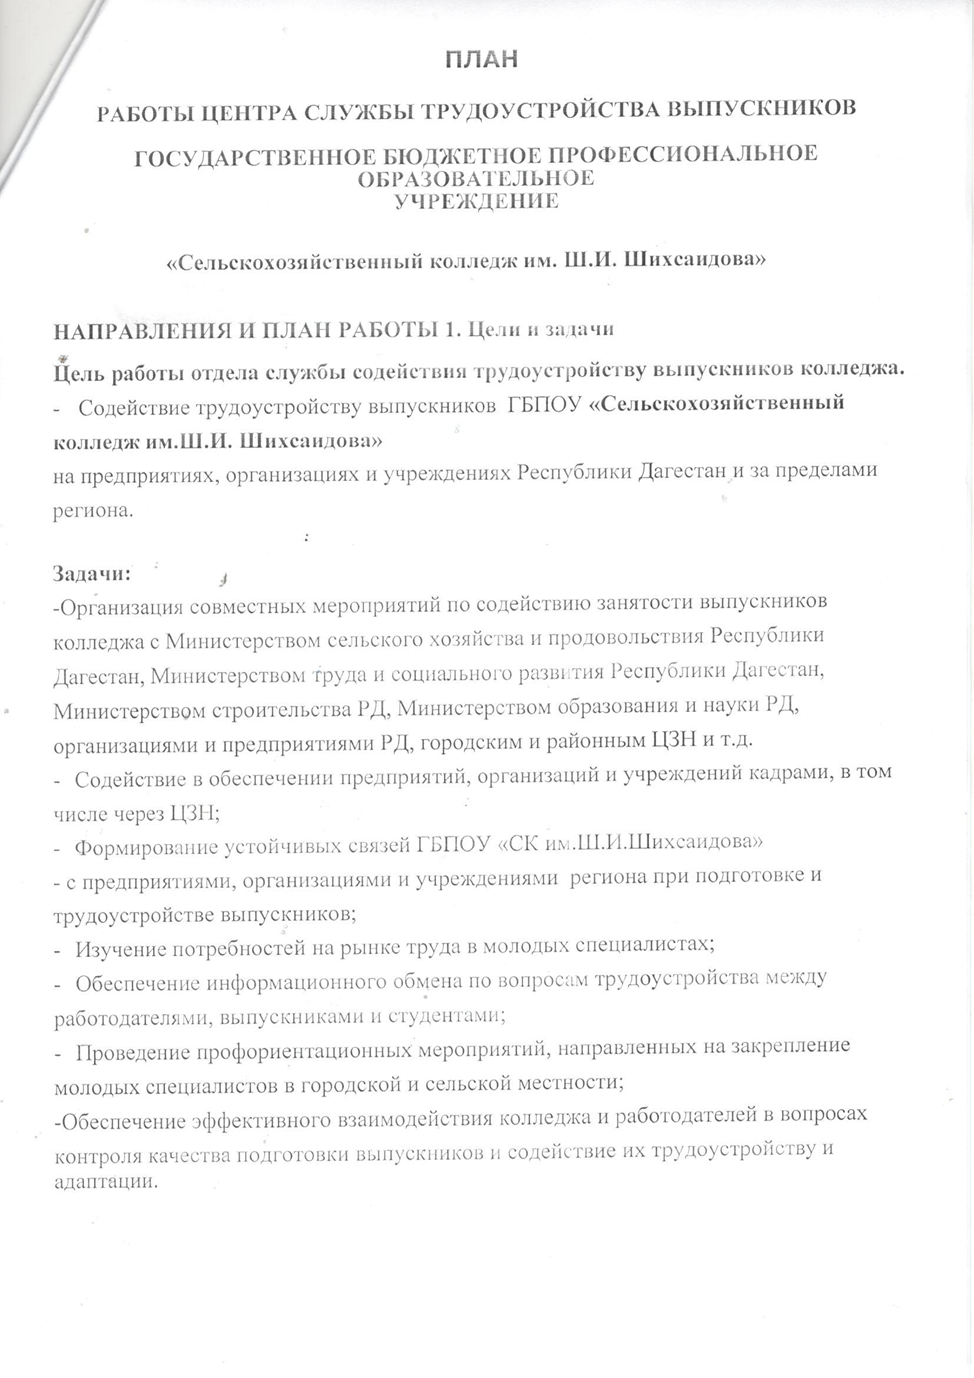 ПЛАН
РАБОТЫ ЦЕНТРА СЛУЖБЫ ТРУДОУСТРОЙСТВА ВЫПУСКНИКОВ
ГОСУДАРСТВЕННОЕ БЮДЖЕТНОЕ ПРОФЕССИОНАЛЬНОЕ
ОБРАЗОВАТЕЛЬНОЕ
УЧРЕЖДЕНИЕ
«Сельскохозяйственный колледж им. Ш.И. Шихсаидова»
НАПРАВЛЕНИЯ И ПЛАН РАБОТЫ 1. Цели и задачи
Цель работы отдела службы содействия трудоустройству выпускников колледжа.
- Содействие трудоустройству выпускников ГБПОУ «Сельскохозяйственный
колледж им.Ш.И. Шихсаидова»
на предприятиях, организациях и учреждениях Республики Дагестан и за пределами
региона.
Задачи:
-Организация совместных мероприятий по содействию занятости выпускников
колледжа с Министерством сельского хозяйства и продовольствия Республики
Дагестан, Министерством труда и социального развития Республики Дагестан,
Министерством строительства РД, Министерством образования и науки РД,
организациями и предприятиями РД, городским и районным ЦЗН и т.д.
- Содействие в обеспечении предприятий, организаций и учреждений кадрами, в том
числе через ЦЗН;
- Формирование устойчивых связей ГБПОУ «СК им.Ш.И.Шихсаидова»
- с предприятиями, организациями и учреждениями региона при подготовке и
трудоустройстве выпускников;
- Изучение потребностей на рынке труда в молодых специалистах;
- Обеспечение информационного обмена по вопросам трудоустройства между
работодателями, выпускниками и студентами;
- Проведение профориентационных мероприятий, направленных на закрепление
молодых специалистов в городской и сельской местности;
-Обеспечение эффективного взаимодействия колледжа и работодателей в вопросах
контроля качества подготовки выпускников и содействие их трудоустройству и
адаптации.